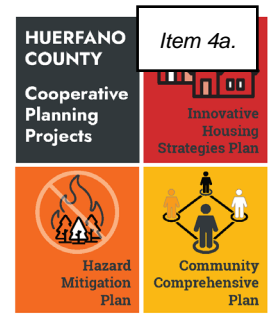 HUERFANO
COUNTY
Cooperative
Planning
Projects
Item 4a.
Innovative
Housing
Strategies Plan
Hazard
Mitigation
Plan
Community
Comprehensive
Plan